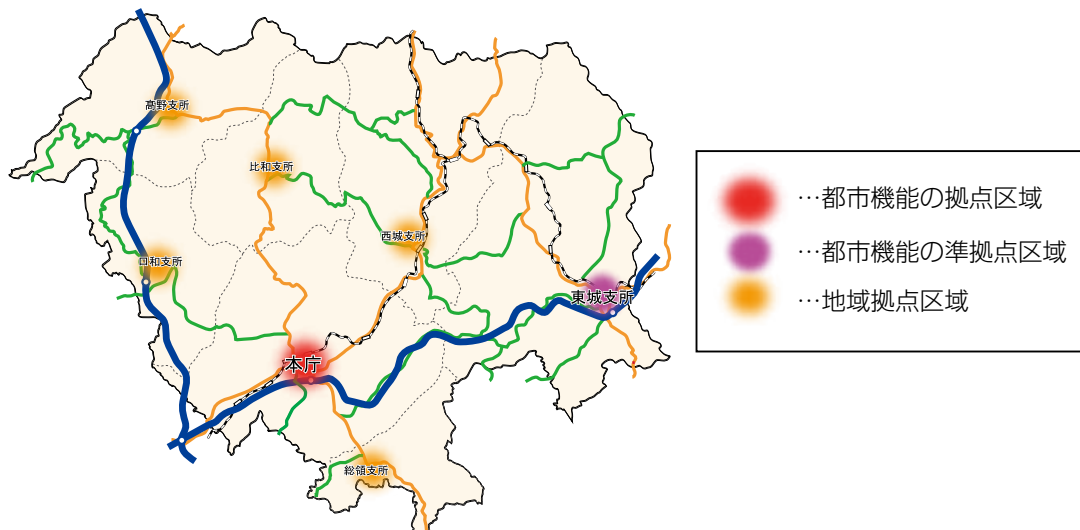 髙野支所
比和支所
西城支所
口和支所
東城支所
本庁
総領支所
…都市機能の拠点区域
…都市機能の準拠点区域
…地域拠点区域